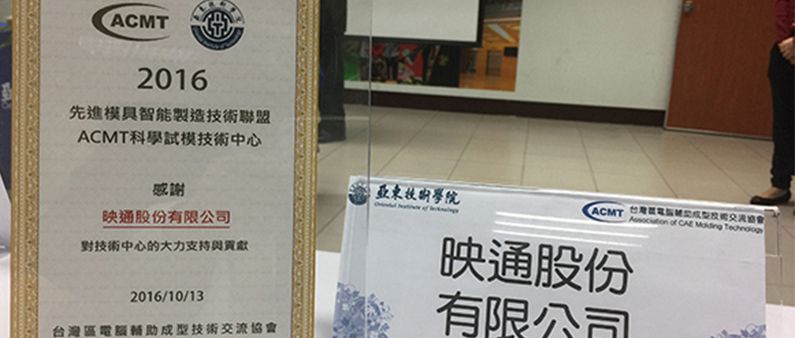 ACMT
2016
先進模具智能製造技術聯盟
ACMT科學試模技術中心
感謝
映通股份有限公司
對技術中心的大力支持與貢獻
2016/10/13
台灣區電腦輔助成型技術交流協會
亞東技術學院
Oriental Institute of Technology
ACMT
台灣區電腦輔助成型技術交流協會
Association of CAE Molding Technology
映通股份
有限公司